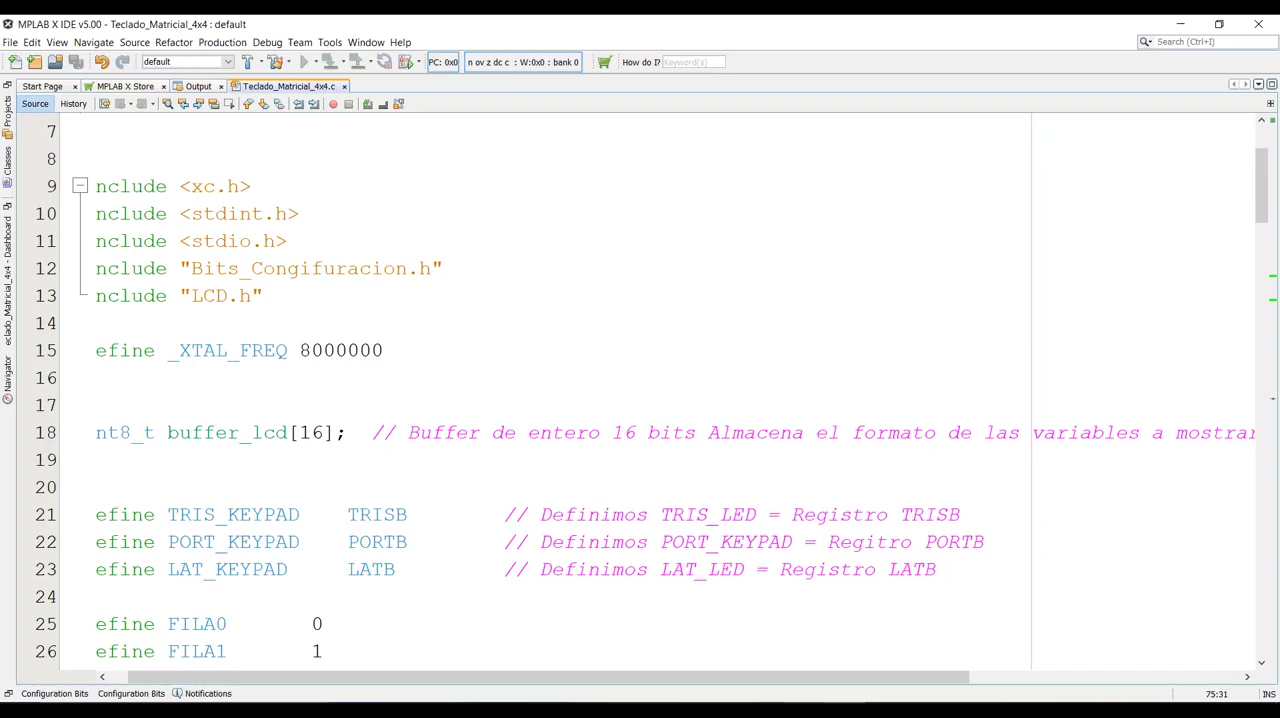 MPLAB X IDE v5.00 - Teclado_Matricial_4x4 : default
File Edit View Navigate Source Refactor Production Debug Team Tools Window Help
Search (Ctrl+I)
default
PC: 0x0
n ov z dc c : W:0x0 : bank 0
How do I?
Keyword(s)
Start Page
MPLAB X Store
Output
Teclado_Matricial_4x4.c
Source
History
Projects
Classes
eclado_Matricial_4x4 - Dashboard
Navigator
7
8
9 nclude <xc.h>
10 nclude <stdint.h>
11 nclude <stdio.h>
12 nclude "Bits_Congifuracion.h"
13 nclude "LCD.h"
14
15 efine _XTAL_FREQ 8000000
16
17
18 nt8_t buffer_lcd[16]; // Buffer de entero 16 bits Almacena el formato de las variables a mostrar
19
20
21 efine TRIS_KEYPAD TRISB // Definimos TRIS_LED = Registro TRISB
22 efine PORT_KEYPAD PORTB // Definimos PORT_KEYPAD = Regitro PORTB
23 efine LAT_KEYPAD LATB // Definimos LAT_LED = Registro LATB
24
25 efine FILA0 0
26 efine FILA1 1
Configuration Bits
Configuration Bits
Notifications
75:31
INS